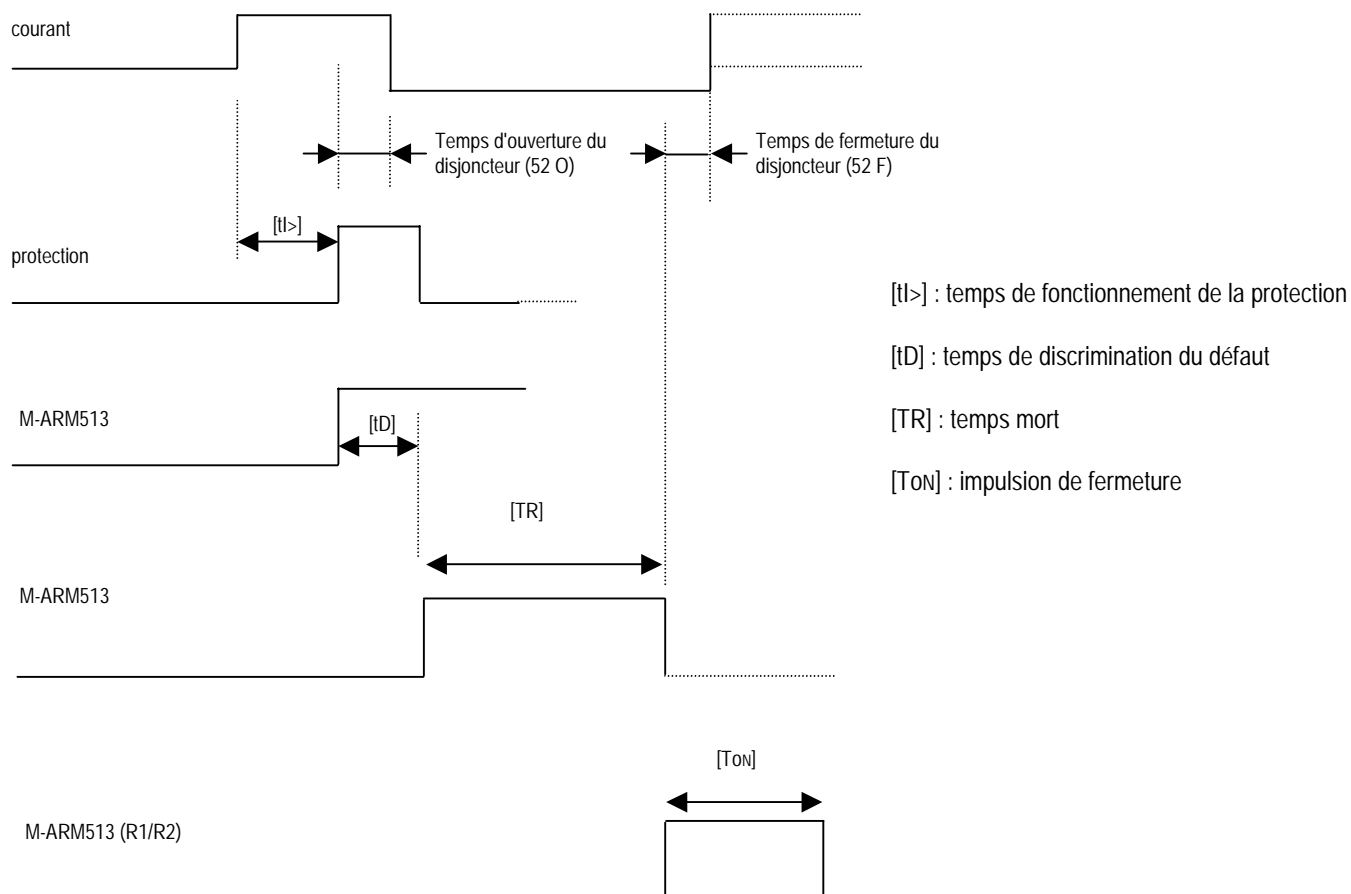 courant
Temps d'ouverture du
disjoncteur (52 O)
Temps de fermeture du
disjoncteur (52 F)
[tI>]
protection
[tI>] : temps de fonctionnement de la protection
[tD] : temps de discrimination du défaut
M-ARM513
[tD]
[TR] : temps mort
[TON] : impulsion de fermeture
[TR]
M-ARM513
[TON]
M-ARM513 (R1/R2)